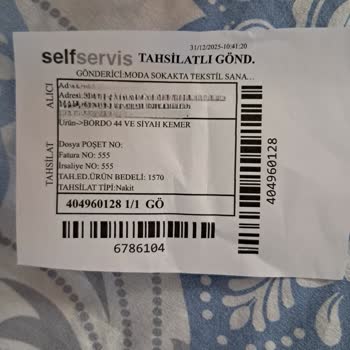 31/12/2025-10:41:20
selfservis TAHSİLATLI GÖND.
GÖNDERİCİ:MODA SOKAKTA TEKSTİL SANA...
ALICI
Adres:
Ürün->BORDO 44 VE SİYAH KEMER
TAHSİLAT
Dosya POŞET NO:
Fatura NO: 555
İrsaliye NO: 555
TAH.ED.ÜRÜN BEDELİ: 1570
TAHSİLAT TİPİ:Nakit
404960128 1/1 GÖ
404960128
6786104